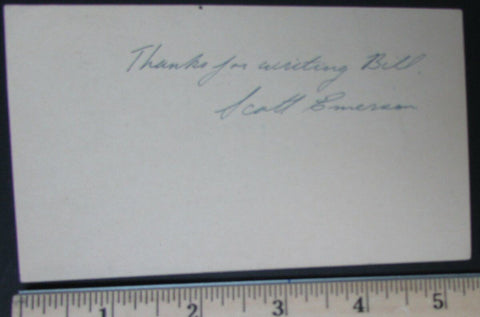 Thanks for writing Bill.
Scott Emerson
1 2 3 4 5